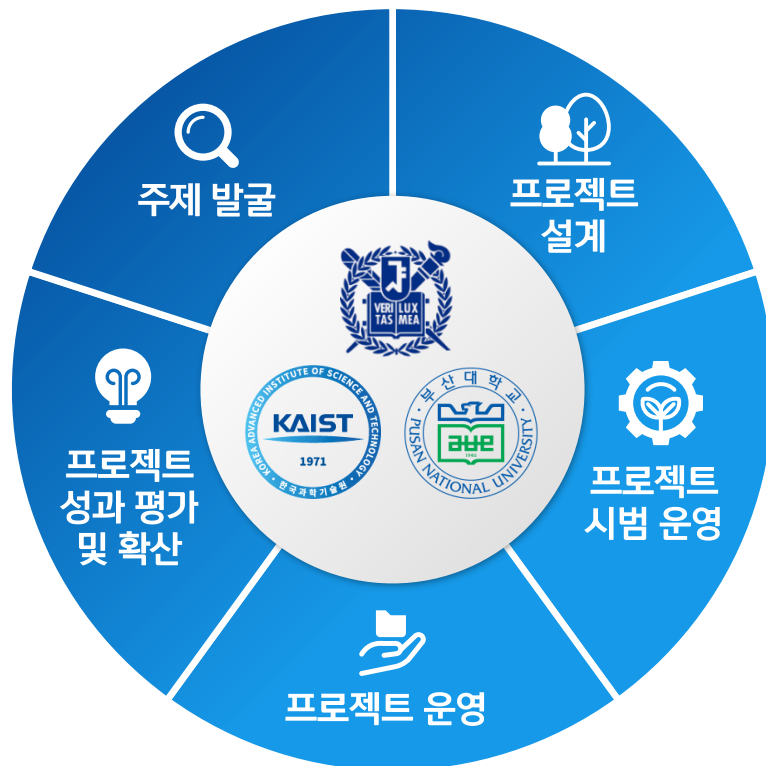 주제 발굴
프로젝트
설계
프로젝트
시범 운영
프로젝트 운영
프로젝트
성과 평가
및 확산
VERI LUX
TAS MEA
KOREA ADVANCED INSTITUTE OF SCIENCE AND TECHNOLOGY
KAIST
1971
한국과학기술원
부산대학교
PUSAN NATIONAL UNIVERSITY
1946